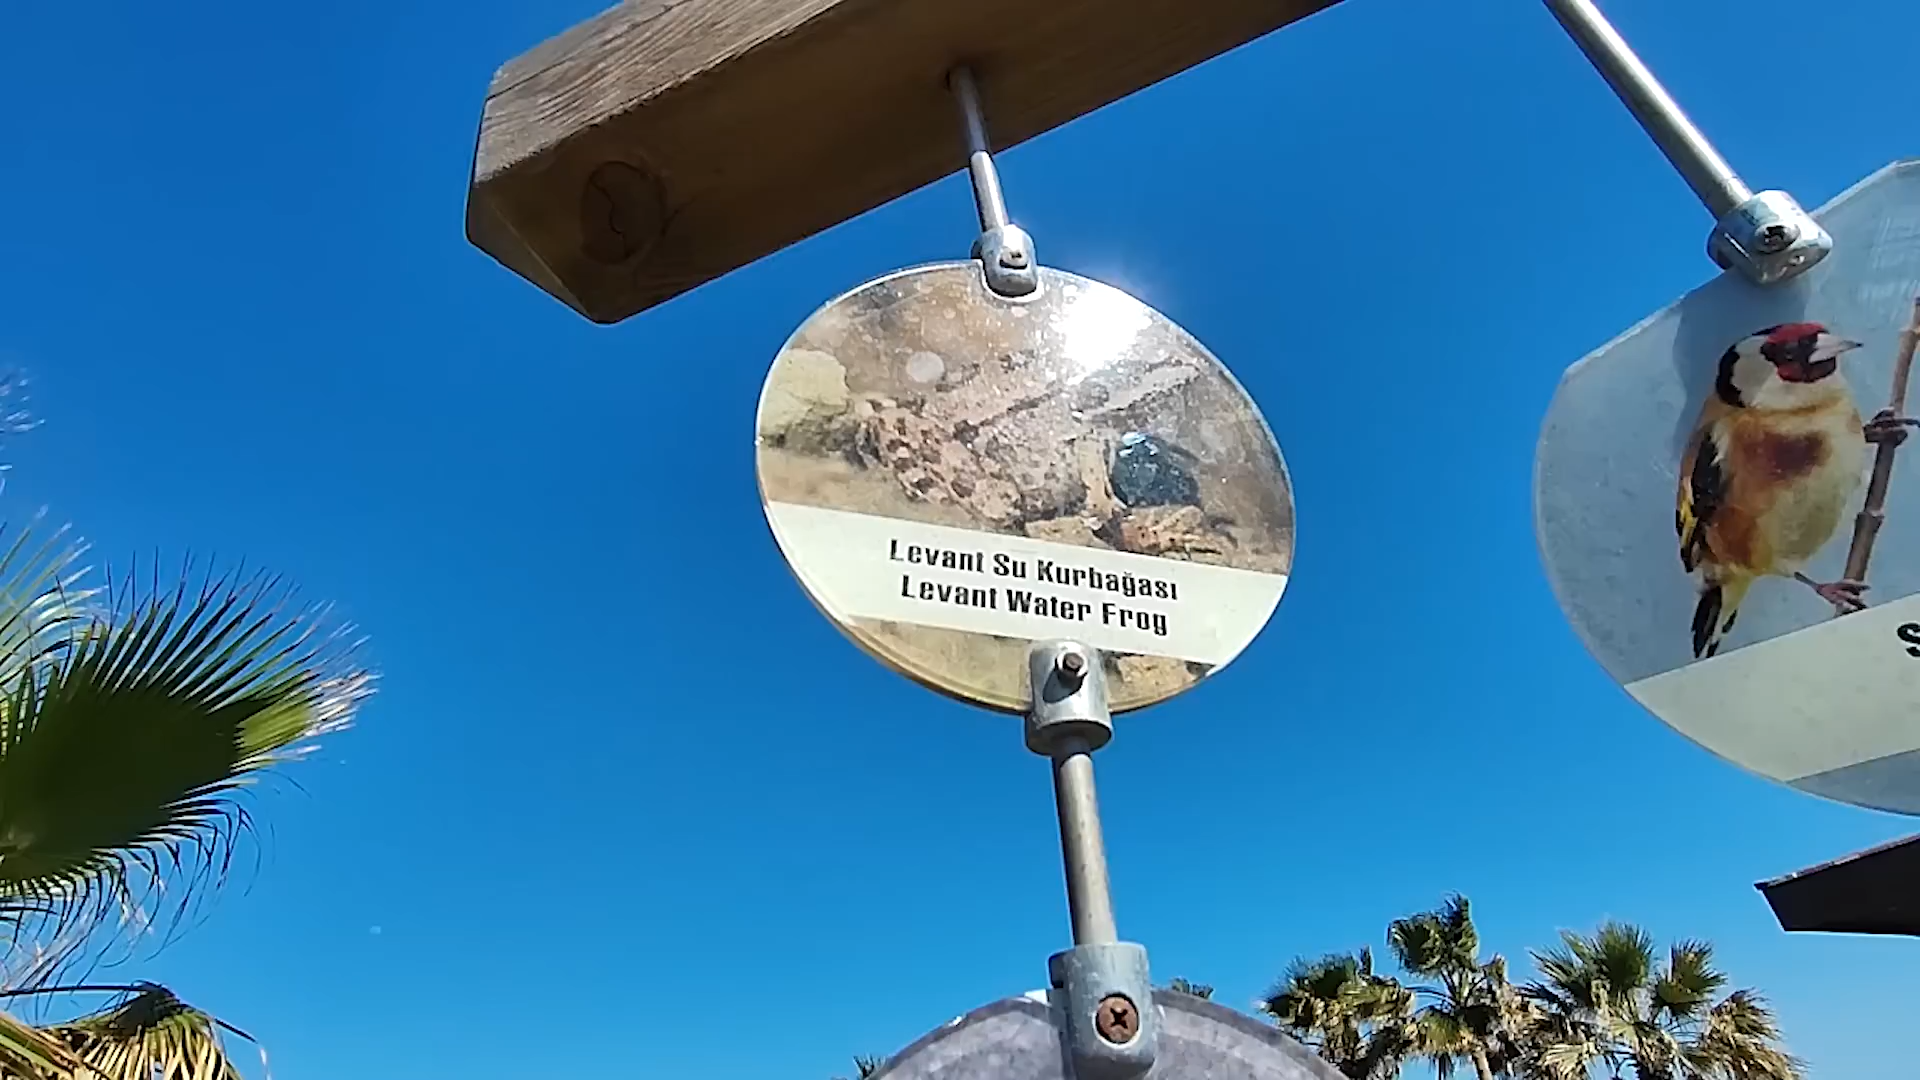 Levant Su Kurbağası
Levant Water Frog
S